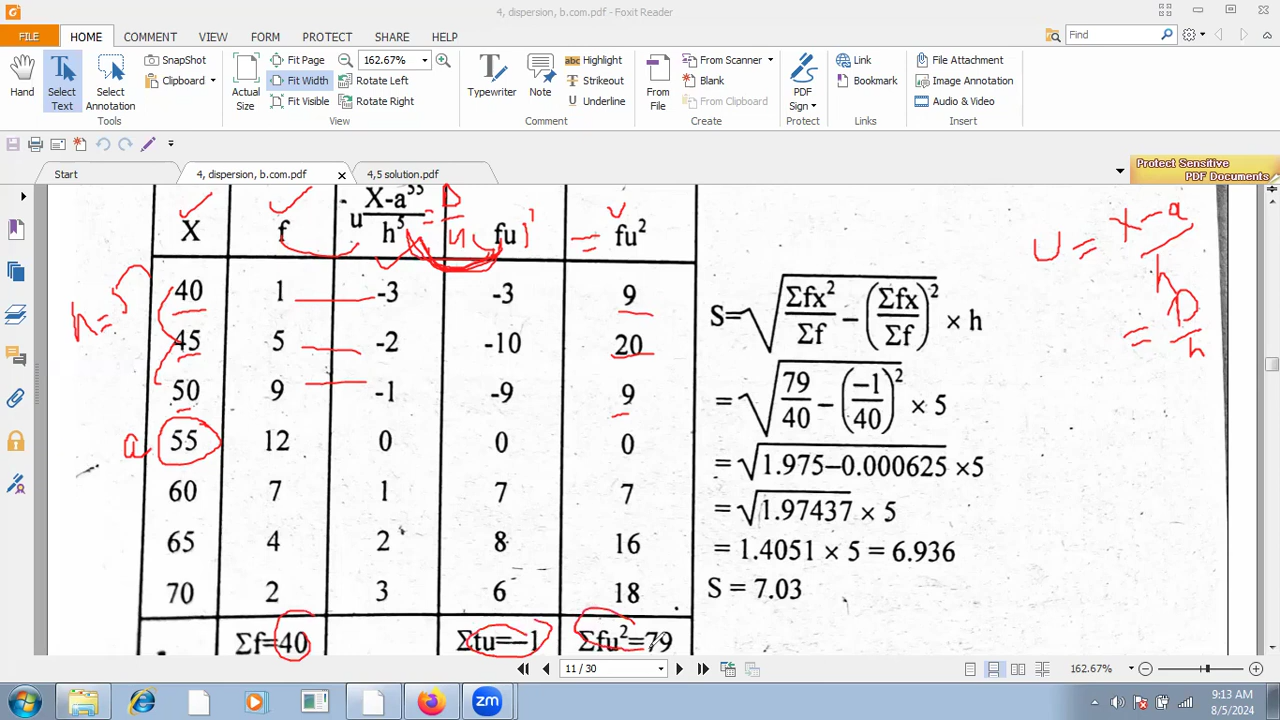 4, dispersion, b.com.pdf - Foxit Reader
FILE HOME COMMENT VIEW FORM PROTECT SHARE HELP
Find
Hand
Select Text
Select Annotation
SnapShot
Clipboard
Tools
Actual Size
Fit Page
Fit Width
Fit Visible
162.67%
Rotate Left
Rotate Right
View
Typewriter
Note
Highlight
Strikeout
Underline
Comment
From File
From Scanner
Blank
From Clipboard
Create
PDF Sign
Protect
Link
Bookmark
Links
File Attachment
Image Annotation
Audio & Video
Insert
Start 4, dispersion, b.com.pdf 4,5 solution.pdf
Protect Sensitive
PDF Documents
X f u X-a⁵⁵/h⁵ = D/h fu fu²
40 1 -3 -3 9
45 5 -2 -10 20
50 9 -1 -9 9
a 55 12 0 0 0
60 7 1 7 7
65 4 2 8 16
70 2 3 6 18
Σf=40 Σtu=–1 Σfu²=79
h= 5
S=√(Σfx²/Σf – (Σfx/Σf)²) × h
=√(79/40 – (–1/40)²) × 5
=√1.975–0.000625 ×5
=√1.97437 × 5
= 1.4051 × 5 = 6.936
S = 7.03
U = X-a/h
= D/h
11 / 30
162.67%
zm
9:13 AM
8/5/2024